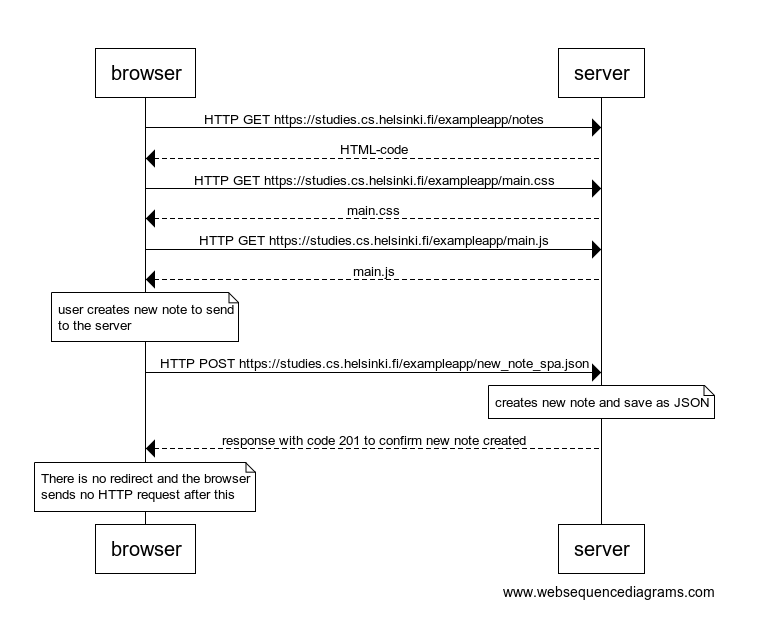 browser
server
HTTP GET https://studies.cs.helsinki.fi/exampleapp/notes
HTML-code
HTTP GET https://studies.cs.helsinki.fi/exampleapp/main.css
main.css
HTTP GET https://studies.cs.helsinki.fi/exampleapp/main.js
main.js
user creates new note to send
to the server
HTTP POST https://studies.cs.helsinki.fi/exampleapp/new_note_spa.json
creates new note and save as JSON
response with code 201 to confirm new note created
There is no redirect and the browser
sends no HTTP request after this
browser
server
www.websequencediagrams.com